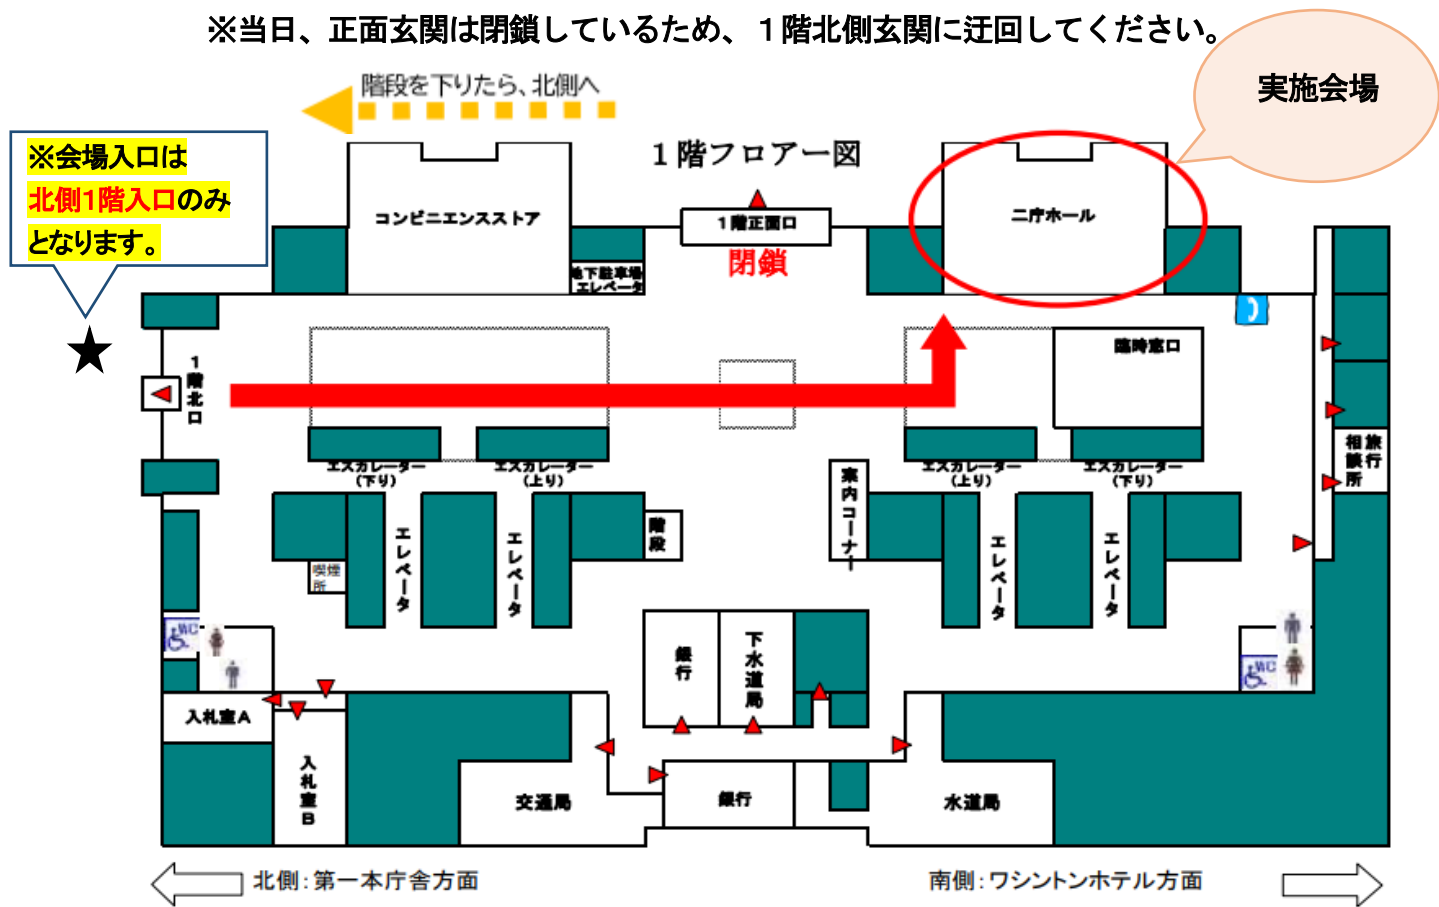 ※当日、正面玄関は閉鎖しているため、１階北側玄関に迂回してください。
階段を下りたら、北側へ
実施会場
※会場入口は
北側１階入口のみ
となります。
１階フロアー図
コンビニエンスストア
１階正面口
閉鎖
二庁ホール
地下駐車場
エレベータ
１階北口
臨時窓口
エスカレーター
(下り)
エスカレーター
(上り)
エスカレーター
(上り)
エスカレーター
(下り)
旅行
相談所
案内コーナー
階段
エレベータ
エレベータ
エレベータ
エレベータ
喫煙
所
WC
WC
銀行
下水道局
入札室Ａ
入札室Ｂ
交通局
銀行
水道局
北側：第一本庁舎方面
南側：ワシントンホテル方面